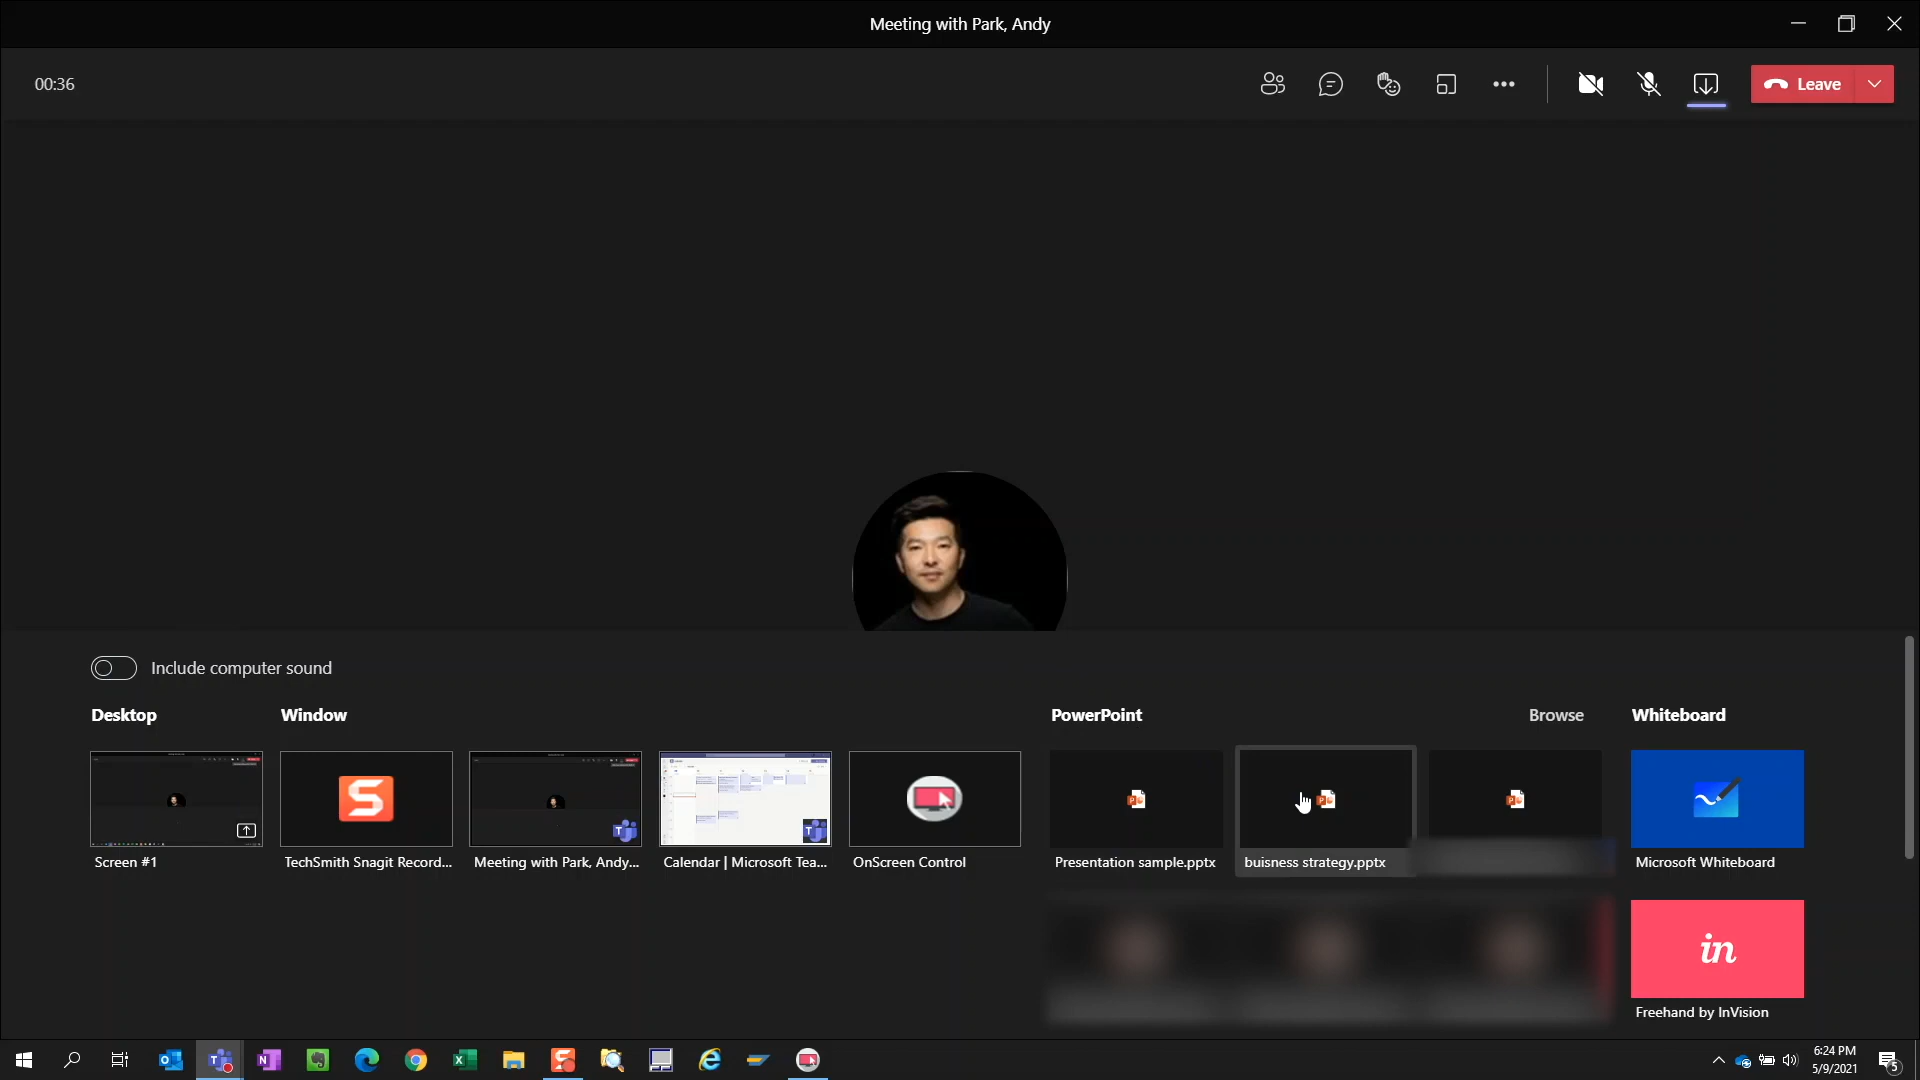 Meeting with Park, Andy
00:36
Leave
Include computer sound
Desktop
Window
PowerPoint
Browse
Whiteboard
Screen #1
TechSmith Snagit Record...
Meeting with Park, Andy...
Calendar | Microsoft Tea...
OnScreen Control
Presentation sample.pptx
buisness strategy.pptx
Microsoft Whiteboard
in
Freehand by InVision
6:24 PM
5/9/2021
5